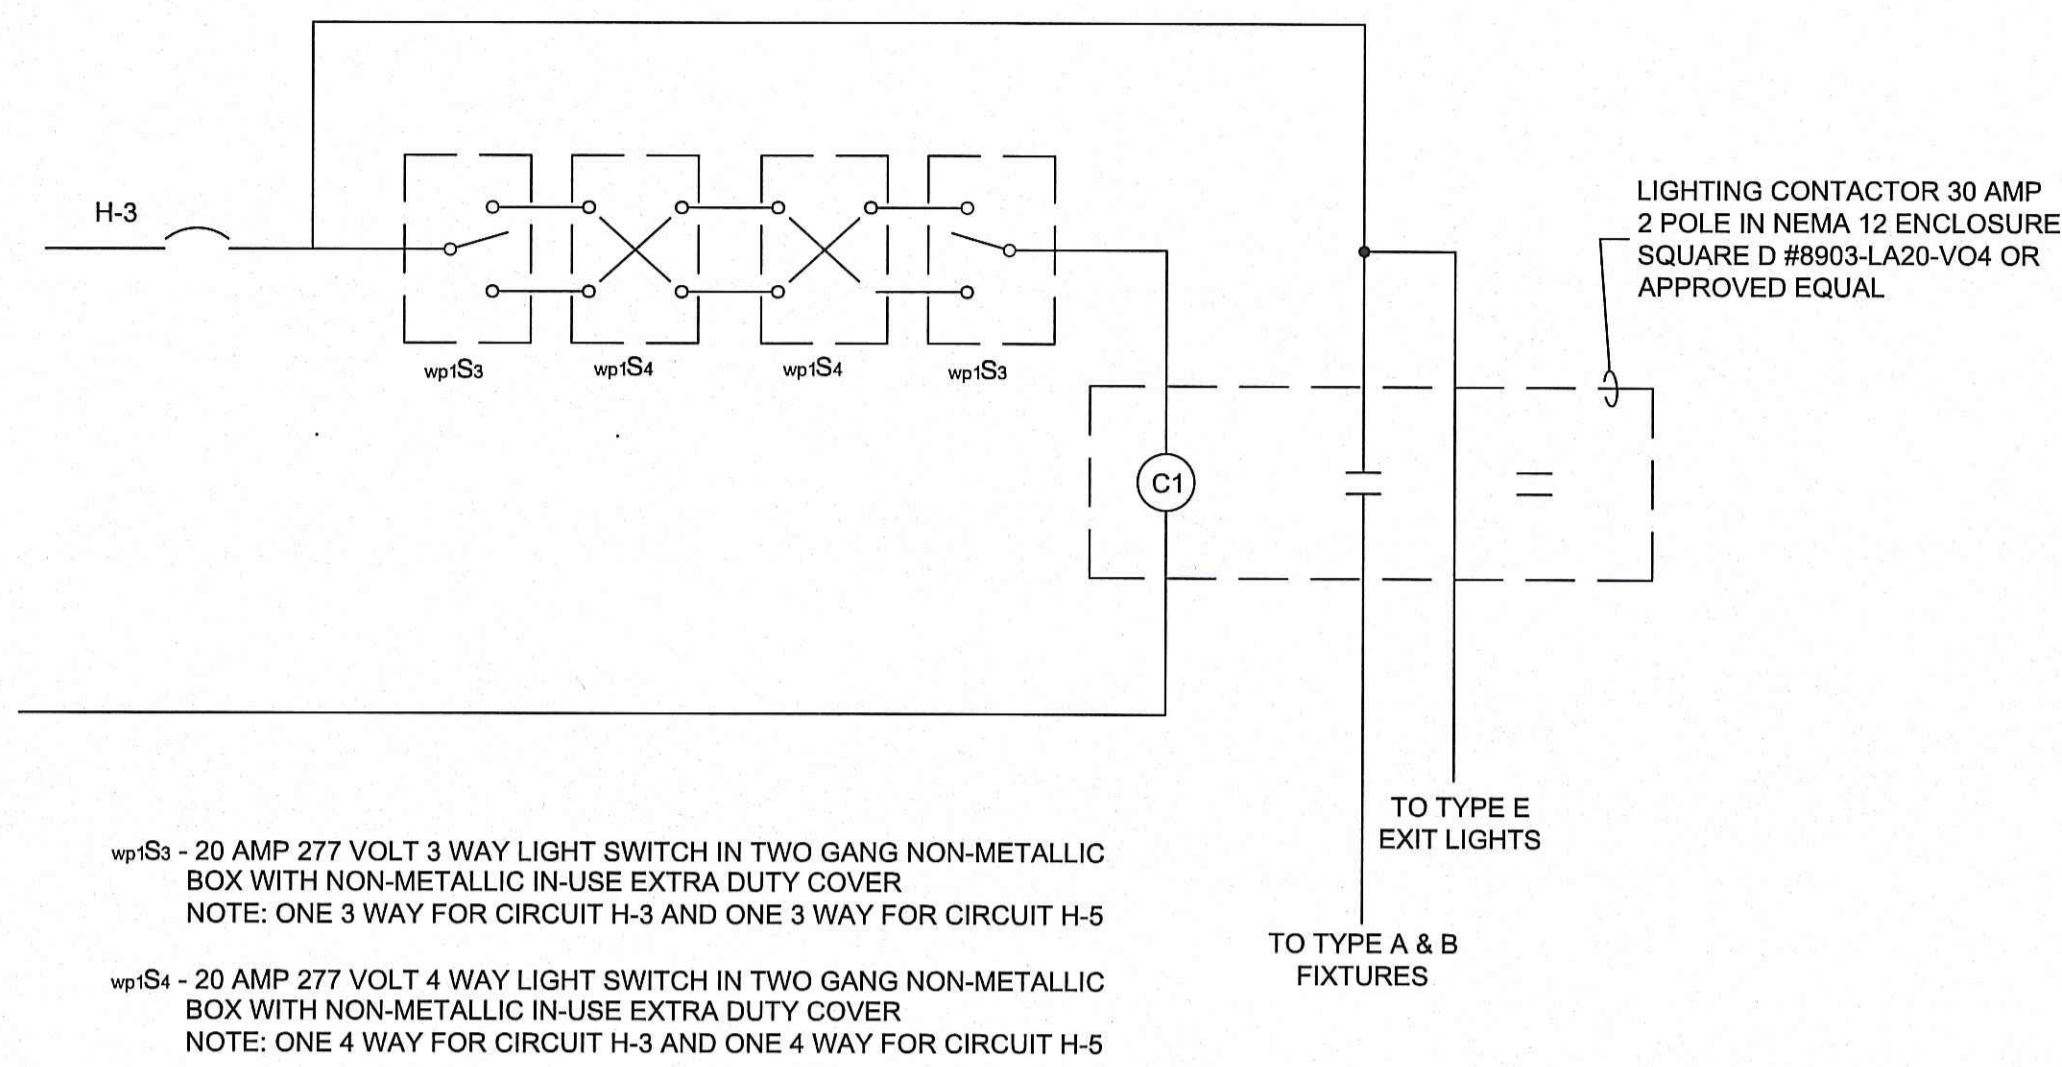 H-3
LIGHTING CONTACTOR 30 AMP
2 POLE IN NEMA 12 ENCLOSURE
SQUARE D #8903-LA20-VO4 OR
APPROVED EQUAL
wp1S3
wp1S4
wp1S4
wp1S3
C1
TO TYPE E
EXIT LIGHTS
TO TYPE A & B
FIXTURES
wp1S3 - 20 AMP 277 VOLT 3 WAY LIGHT SWITCH IN TWO GANG NON-METALLIC
BOX WITH NON-METALLIC IN-USE EXTRA DUTY COVER
NOTE: ONE 3 WAY FOR CIRCUIT H-3 AND ONE 3 WAY FOR CIRCUIT H-5
wp1S4 - 20 AMP 277 VOLT 4 WAY LIGHT SWITCH IN TWO GANG NON-METALLIC
BOX WITH NON-METALLIC IN-USE EXTRA DUTY COVER
NOTE: ONE 4 WAY FOR CIRCUIT H-3 AND ONE 4 WAY FOR CIRCUIT H-5